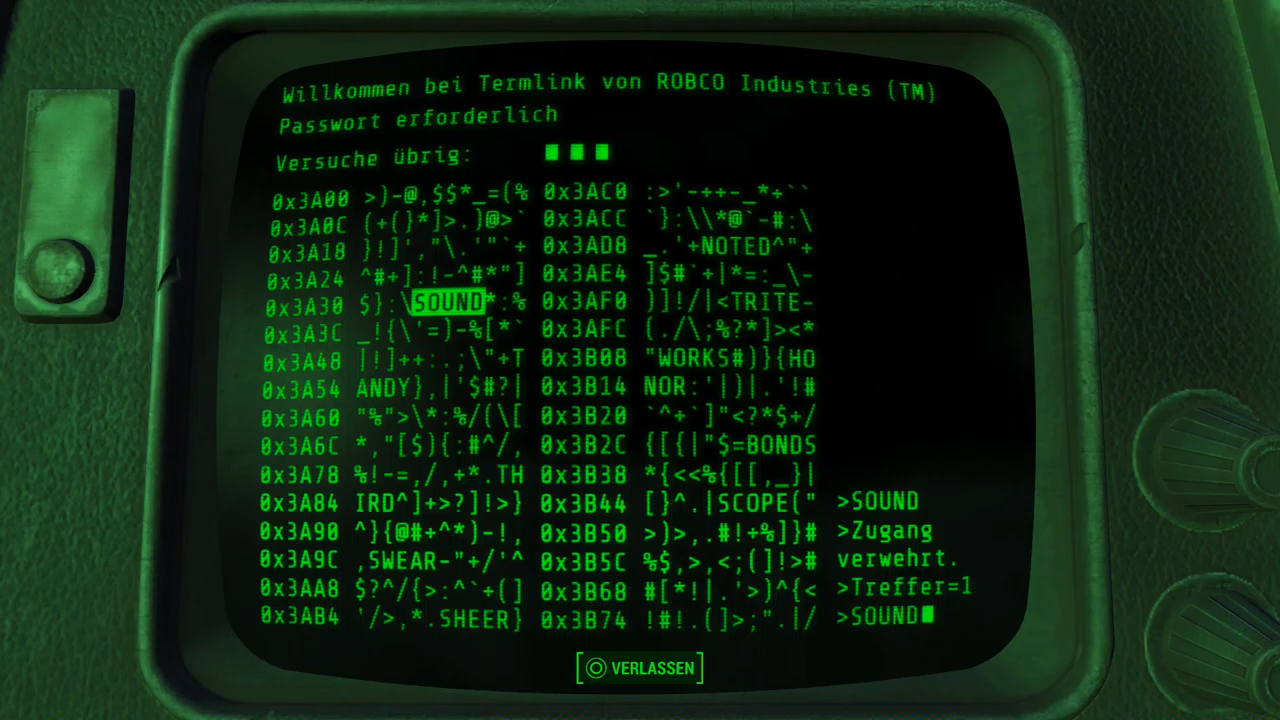 Willkommen bei Termlink von ROBCO Industries (TM)
Passwort erforderlich
Versuche übrig: ■ ■ ■
0x3A00 >)-@,$$*_=(% 0x3AC0 :>'-++-_*+``
0x3A0C (+(}*]>.)@>` 0x3ACC `}:\\*@`-#:\
0x3A18 }!]',"\.'"`+ 0x3AD8 _.'+NOTED^"+
0x3A24 ^#+]:!-^#*"] 0x3AE4 ]$#`+|*=:_\-
0x3A30 $}:\SOUND*:% 0x3AF0 )]!/|<TRITE-
0x3A3C _!{\'=)-%[*` 0x3AFC (./\;%?*]><*
0x3A48 |!]++:.;\"+T 0x3B08 "WORKS#)}{HO
0x3A54 ANDY},|'$#?| 0x3B14 NOR:'|)|.'!#
0x3A60 "%">\*:%/(\[ 0x3B20 `^+`]"<?*$+/
0x3A6C *,"[$){:#^/, 0x3B2C {[{|"$=BONDS
0x3A78 %!-=,/,+*.TH 0x3B38 *{<<%{[[,_}|
0x3A84 IRD^]+>?]!>} 0x3B44 [}^.|SCOPE(" >SOUND
0x3A90 ^}{@#+^*)-!, 0x3B50 >)>,.#!+%]}# >Zugang
0x3A9C ,SWEAR-"+/'^ 0x3B5C %$,>,<;(]!># verwehrt.
0x3AA8 $?^/{>:^`+(] 0x3B68 #[*!|.'>)^{< >Treffer=1
0x3AB4 '/>,*.SHEER} 0x3B74 !#!.(]>;".|/ >SOUND■
VERLASSEN